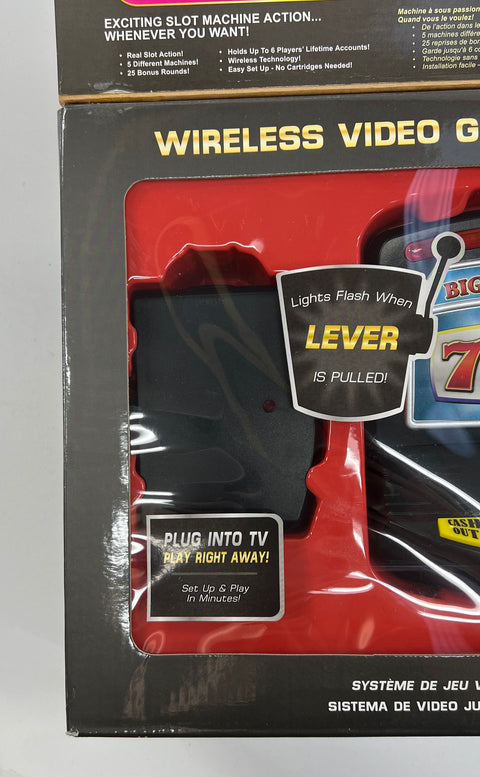 EXCITING SLOT MACHINE ACTION...
WHENEVER YOU WANT!
• Real Slot Action!
• 5 Different Machines!
• 25 Bonus Rounds!
• Holds Up To 6 Players' Lifetime Accounts!
• Wireless Technology!
• Easy Set Up - No Cartridges Needed!
Machine à sous passion
Quand vous le voulez!
• De l'action dans le
• 5 machines différe
• 25 reprises de bon
• Garde jusqu'à 6 co
• Technologie sans
• Installation facile
WIRELESS VIDEO G
Lights Flash When
LEVER
IS PULLED!
BIG
7
CASH
OUT
PLUG INTO TV
PLAY RIGHT AWAY!
Set Up & Play
In Minutes!
SYSTÈME DE JEU V
SISTEMA DE VIDEO JU